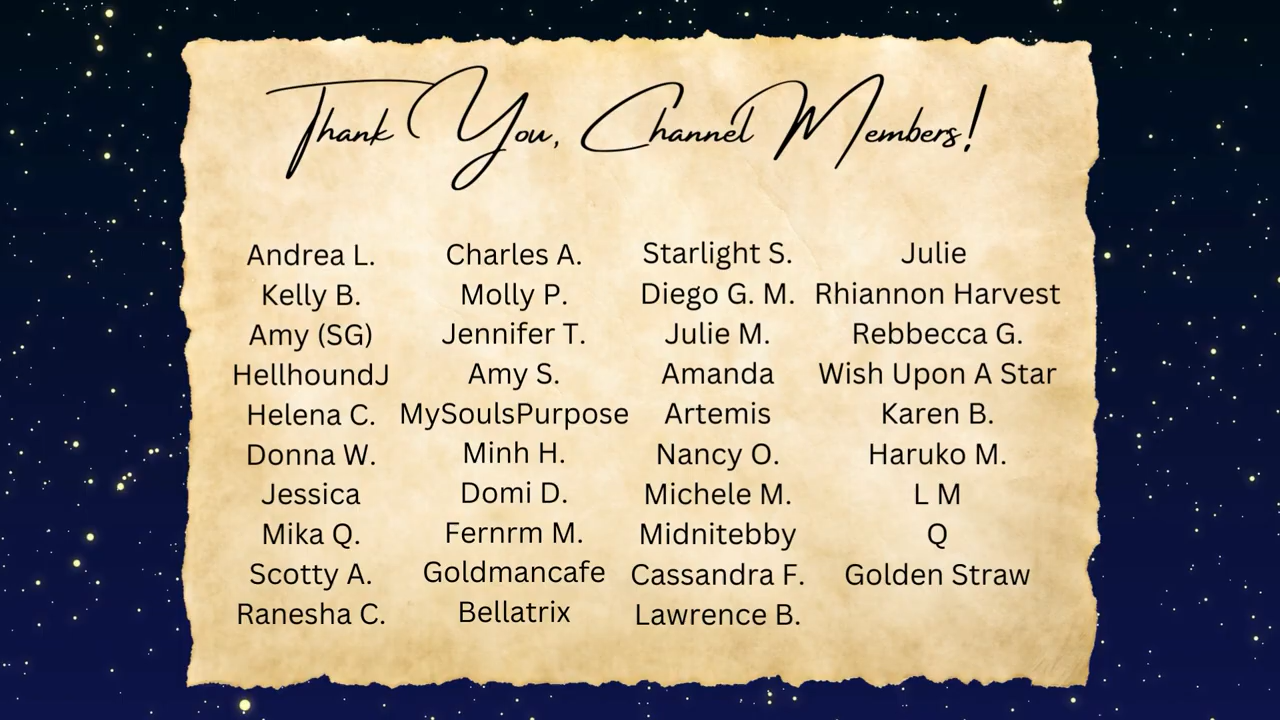 Thank You, Channel Members!
Andrea L.
Kelly B.
Amy (SG)
HellhoundJ
Helena C.
Donna W.
Jessica
Mika Q.
Scotty A.
Ranesha C.
Charles A.
Molly P.
Jennifer T.
Amy S.
MySoulsPurpose
Minh H.
Domi D.
Fernrm M.
Goldmancafe
Bellatrix
Starlight S.
Diego G. M.
Julie M.
Amanda
Artemis
Nancy O.
Michele M.
Midnitebby
Cassandra F.
Lawrence B.
Julie
Rhiannon Harvest
Rebbecca G.
Wish Upon A Star
Karen B.
Haruko M.
L M
Q
Golden Straw